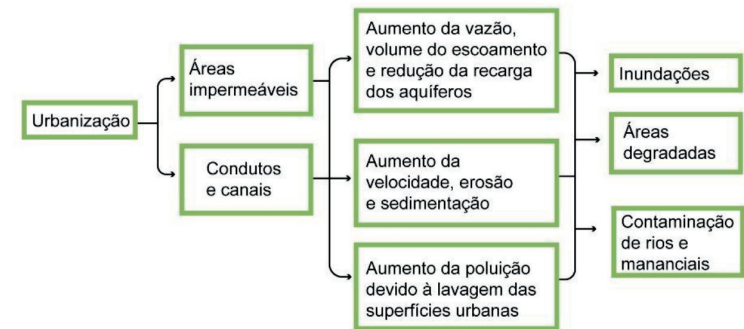 Urbanização
Áreas
impermeáveis
Condutos
e canais
Aumento da vazão,
volume do escoamento
e redução da recarga
dos aquíferos
Aumento da
velocidade, erosão
e sedimentação
Aumento da poluição
devido à lavagem das
superfícies urbanas
Inundações
Áreas
degradadas
Contaminação
de rios e
mananciais